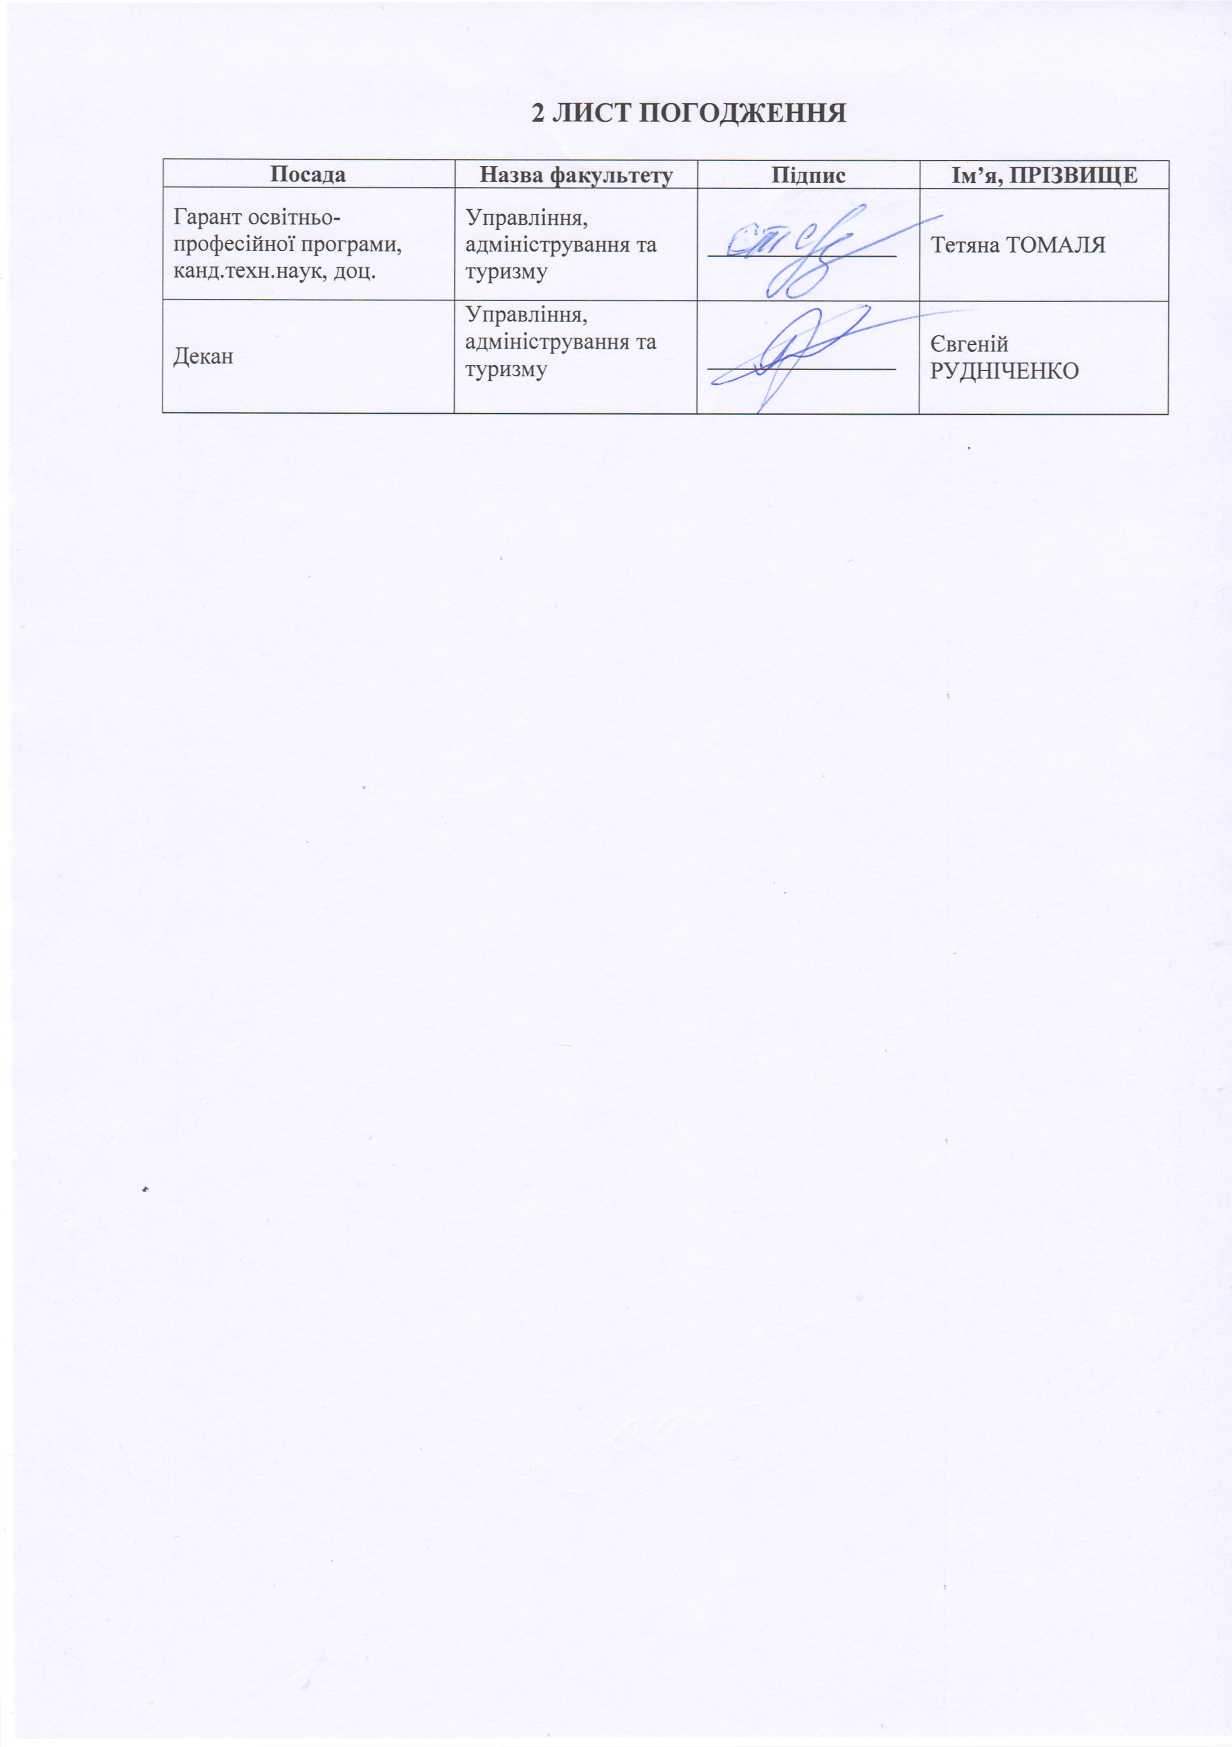 2 ЛИСТ ПОГОДЖЕННЯ
Посада
Назва факультету
Підпис
Ім’я, ПРІЗВИЩЕ
Гарант освітньо-
професійної програми,
канд.техн.наук, доц.
Управління,
адміністрування та
туризму
Тетяна ТОМАЛЯ
Декан
Управління,
адміністрування та
туризму
Євгеній
РУДНІЧЕНКО